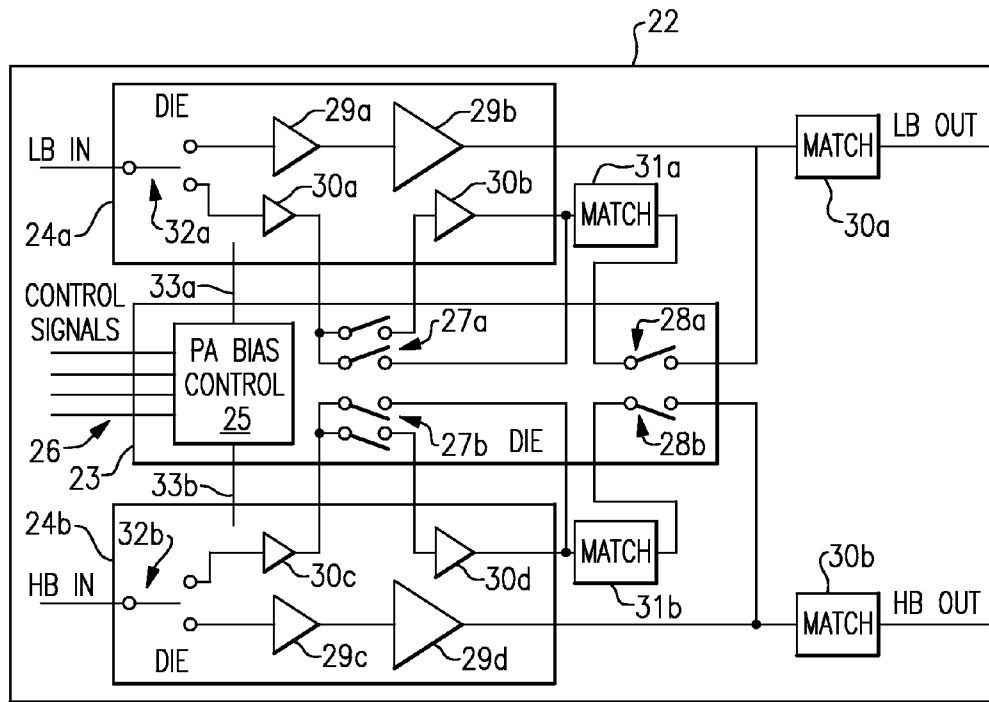 22
DIE
29a
29b
LB IN
LB OUT
MATCH
30a
30b
31a
MATCH
24a
32a
30a
33a
CONTROL
SIGNALS
27a
28a
PA BIAS
CONTROL
25
26
23
27b
DIE
28b
33b
24b
32b
HB IN
30c
30d
MATCH
31b
30b
MATCH
HB OUT
DIE
29c
29d